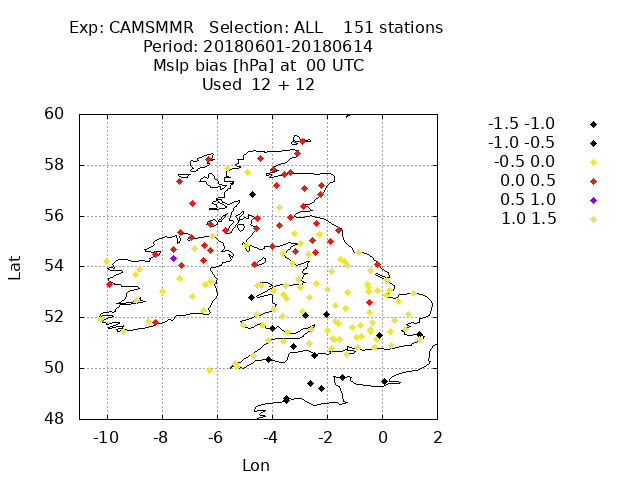 Exp: CAMSMMR Selection: ALL 151 stations
Period: 20180601-20180614
Mslp bias [hPa] at 00 UTC
Used 12 + 12
-1.5 -1.0
-1.0 -0.5
-0.5 0.0
0.0 0.5
0.5 1.0
1.0 1.5
60
58
56
54
52
50
48
Lat
-10 -8 -6 -4 -2 0 2
Lon